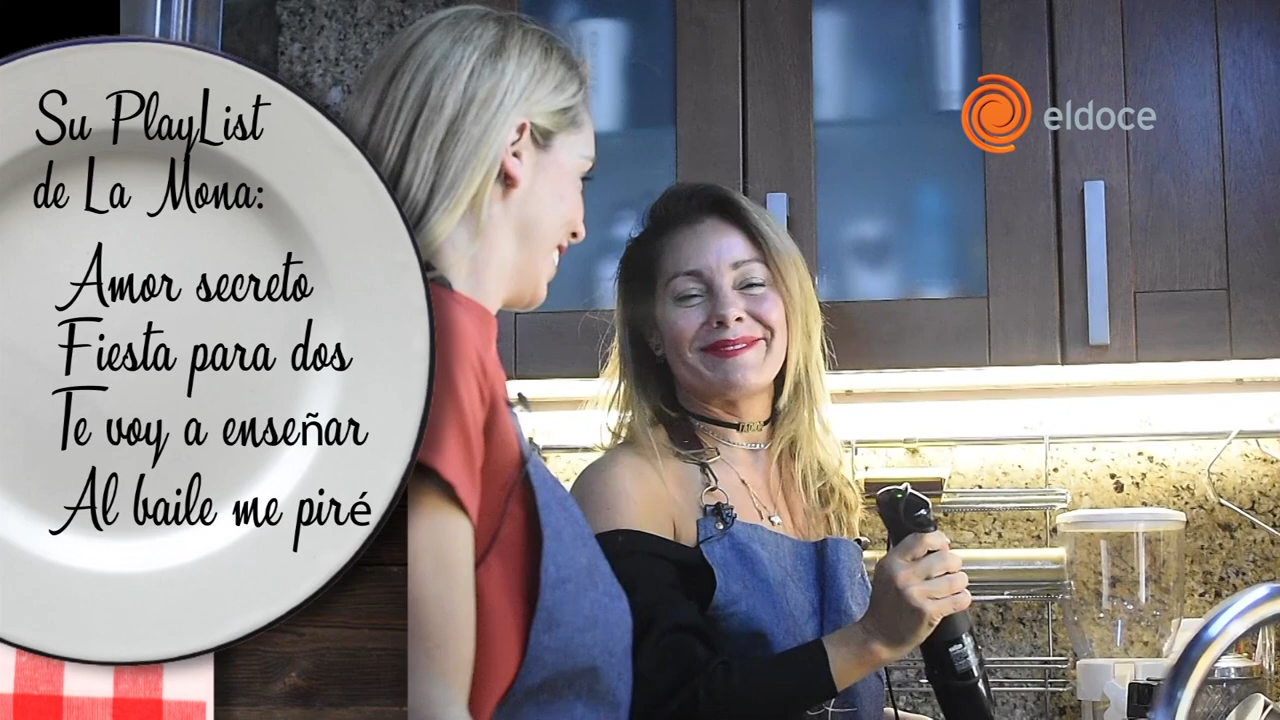 Su PlayList
de La Mona:
Amor secreto
Fiesta para dos
Te voy a enseñar
Al baile me piré
eldoce